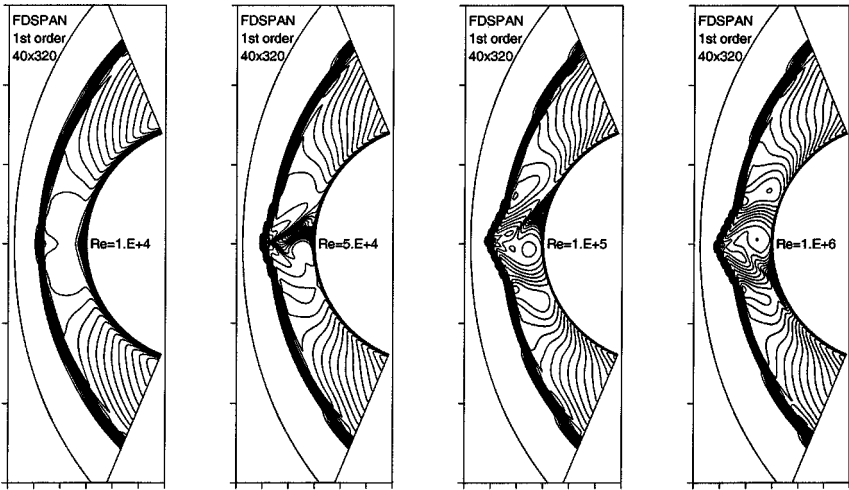 FDSPAN
1st order
40x320
Re=1.E+4
FDSPAN
1st order
40x320
Re=5.E+4
FDSPAN
1st order
40x320
Re=1.E+5
FDSPAN
1st order
40x320
Re=1.E+6